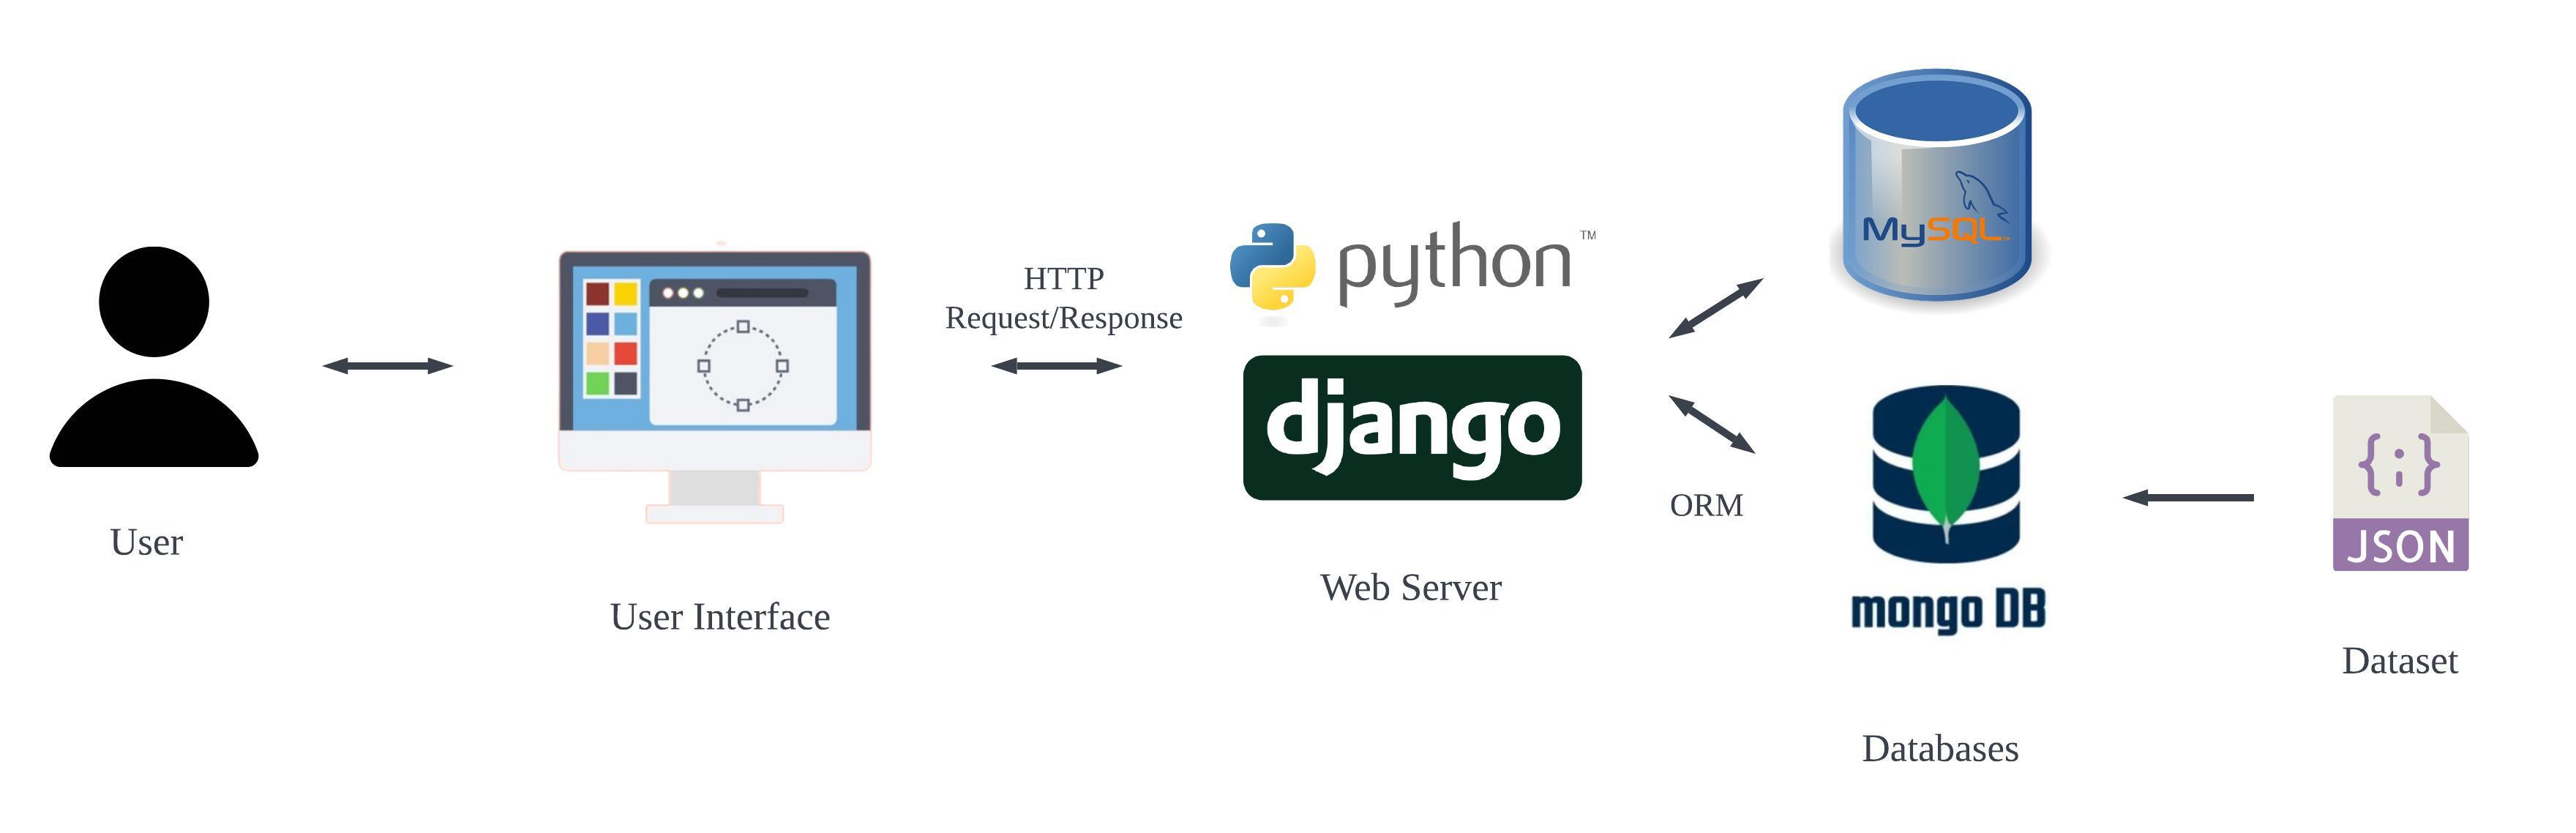 User
User Interface
HTTP
Request/Response
python™
django
Web Server
ORM
MySQL
mongo DB
Databases
{;}
JSON
Dataset